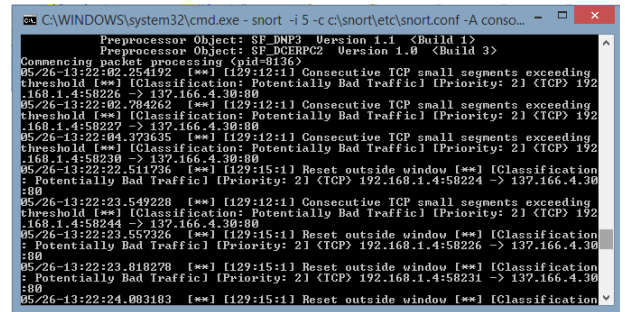 C:\WINDOWS\system32\cmd.exe - snort -i 5 -c c:\snort\etc\snort.conf -A conso...
Preprocessor Object: SF_DNP3 Version 1.1 <Build 1>
Preprocessor Object: SF_DCERPC2 Version 1.0 <Build 3>
Commencing packet processing (pid=8136)
05/26-13:22:02.254192 [**] [129:12:1] Consecutive TCP small segments exceeding
threshold [**] [Classification: Potentially Bad Traffic] [Priority: 2] {TCP} 192
.168.1.4:58226 -> 137.166.4.30:80
05/26-13:22:02.784262 [**] [129:12:1] Consecutive TCP small segments exceeding
threshold [**] [Classification: Potentially Bad Traffic] [Priority: 2] {TCP} 192
.168.1.4:58227 -> 137.166.4.30:80
05/26-13:22:04.373635 [**] [129:12:1] Consecutive TCP small segments exceeding
threshold [**] [Classification: Potentially Bad Traffic] [Priority: 2] {TCP} 192
.168.1.4:58230 -> 137.166.4.30:80
05/26-13:22:22.511736 [**] [129:15:1] Reset outside window [**] [Classification
: Potentially Bad Traffic] [Priority: 2] {TCP} 192.168.1.4:58224 -> 137.166.4.30
:80
05/26-13:22:23.549228 [**] [129:12:1] Consecutive TCP small segments exceeding
threshold [**] [Classification: Potentially Bad Traffic] [Priority: 2] {TCP} 192
.168.1.4:58244 -> 137.166.4.30:80
05/26-13:22:23.557326 [**] [129:15:1] Reset outside window [**] [Classification
: Potentially Bad Traffic] [Priority: 2] {TCP} 192.168.1.4:58226 -> 137.166.4.30
:80
05/26-13:22:23.818278 [**] [129:15:1] Reset outside window [**] [Classification
: Potentially Bad Traffic] [Priority: 2] {TCP} 192.168.1.4:58231 -> 137.166.4.30
:80
05/26-13:22:24.083183 [**] [129:15:1] Reset outside window [**] [Classification